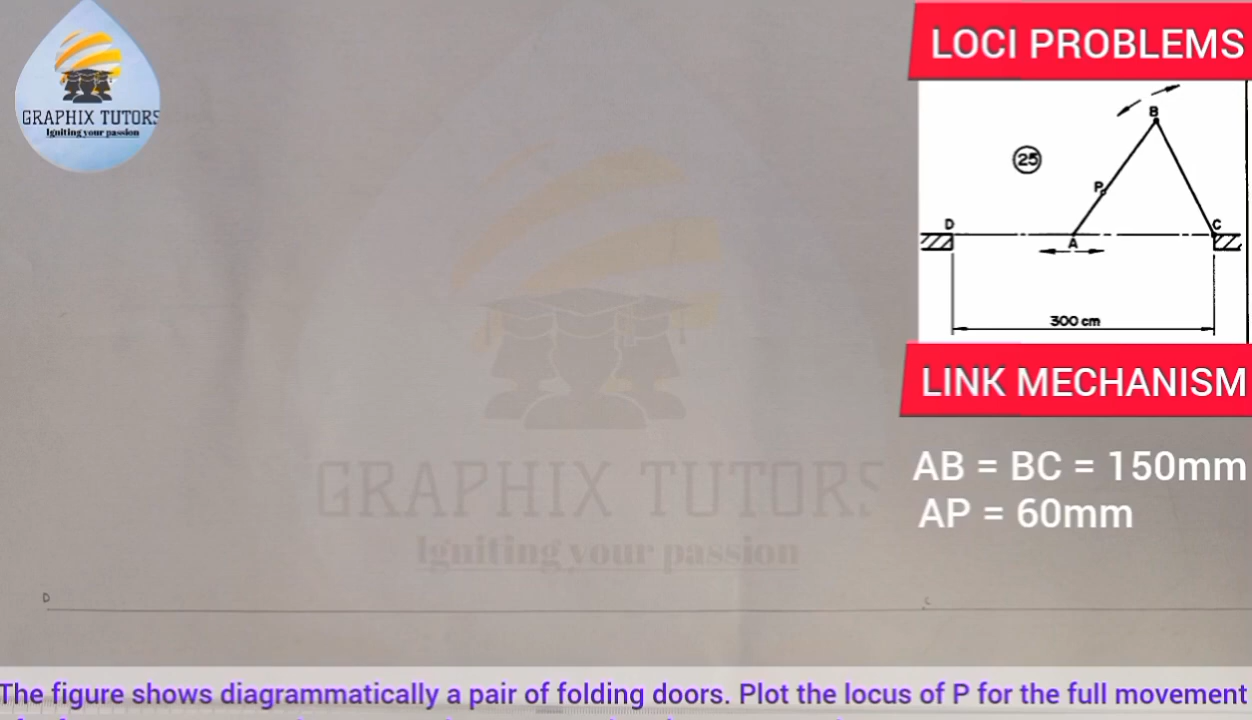 GRAPHIX TUTORS
Igniting your passion
LOCI PROBLEMS
B
25
P
D
C
A
300 cm
LINK MECHANISM
AB = BC = 150mm
AP = 60mm
GRAPHIX TUTORS
Igniting your passion
D
C
The figure shows diagrammatically a pair of folding doors. Plot the locus of P for the full movement